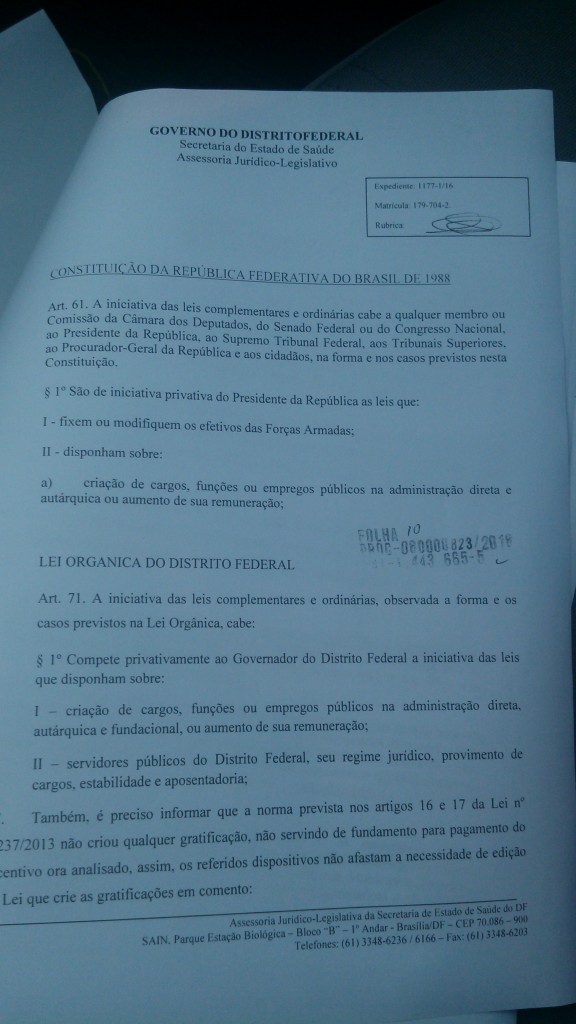 GOVERNO DO DISTRITOFEDERAL
Secretaria do Estado de Saúde
Assessoria Jurídico-Legislativo
Expediente: 1177-1/16
Matrícula: 179-704-2
Rubrica:
CONSTITUIÇÃO DA REPÚBLICA FEDERATIVA DO BRASIL DE 1988
Art. 61. A iniciativa das leis complementares e ordinárias cabe a qualquer membro ou
Comissão da Câmara dos Deputados, do Senado Federal ou do Congresso Nacional,
ao Presidente da República, ao Supremo Tribunal Federal, aos Tribunais Superiores,
ao Procurador-Geral da República e aos cidadãos, na forma e nos casos previstos nesta
Constituição.
§ 1º São de iniciativa privativa do Presidente da República as leis que:
I - fixem ou modifiquem os efetivos das Forças Armadas;
II - disponham sobre:
a) criação de cargos, funções ou empregos públicos na administração direta e
autárquica ou aumento de sua remuneração;
FOLHA 10
443 665-5
LEI ORGANICA DO DISTRITO FEDERAL
Art. 71. A iniciativa das leis complementares e ordinárias, observada a forma e os
casos previstos na Lei Orgânica, cabe:
§ 1º Compete privativamente ao Governador do Distrito Federal a iniciativa das leis
que disponham sobre:
I – criação de cargos, funções ou empregos públicos na administração direta,
autárquica e fundacional, ou aumento de sua remuneração;
II – servidores públicos do Distrito Federal, seu regime jurídico, provimento de
cargos, estabilidade e aposentadoria;
Também, é preciso informar que a norma prevista nos artigos 16 e 17 da Lei nº
237/2013 não criou qualquer gratificação, não servindo de fundamento para pagamento do
centivo ora analisado, assim, os referidos dispositivos não afastam a necessidade de edição
Lei que crie as gratificações em comento:
Assessoria Jurídico-Legislativa da Secretaria de Estado de Saúde do DF
SAIN. Parque Estação Biológica – Bloco "B" – 1º Andar - Brasília/DF – CEP 70.086 – 900
Telefones: (61) 3348-6236 / 6166 – Fax: (61) 3348-6203